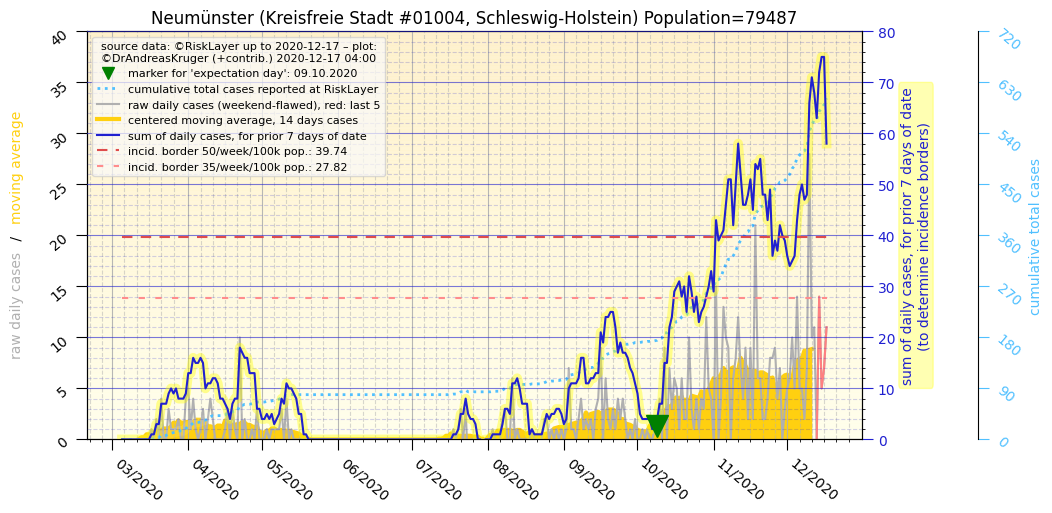 Neumünster (Kreisfreie Stadt #01004, Schleswig-Holstein) Population=79487
source data: ©RiskLayer up to 2020-12-17 – plot:
©DrAndreasKruger (+contrib.) 2020-12-17 04:00
marker for 'expectation day': 09.10.2020
cumulative total cases reported at RiskLayer
raw daily cases (weekend-flawed), red: last 5
centered moving average, 14 days cases
sum of daily cases, for prior 7 days of date
incid. border 50/week/100k pop.: 39.74
incid. border 35/week/100k pop.: 27.82
raw daily cases / moving average
40
35
30
25
20
15
10
5
0
80
70
60
50
40
30
20
10
0
sum of daily cases, for prior 7 days of date
(to determine incidence borders)
720
630
540
450
360
270
180
90
0
cumulative total cases
03/2020
04/2020
05/2020
06/2020
07/2020
08/2020
09/2020
10/2020
11/2020
12/2020